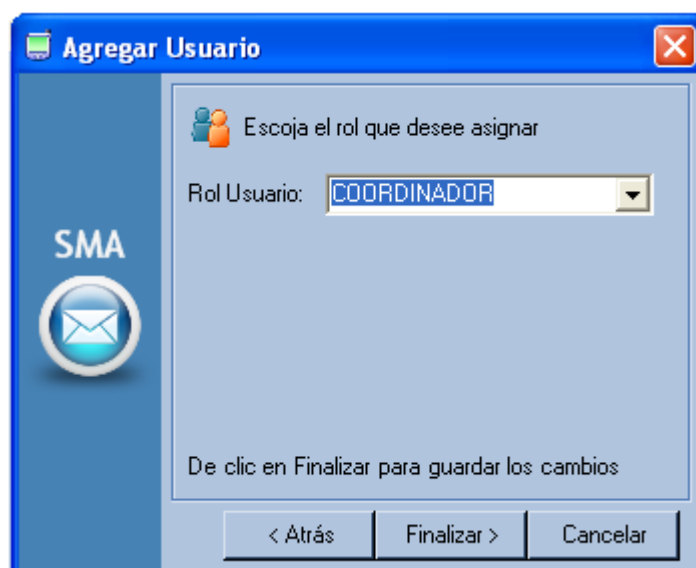 Agregar Usuario
Escoja el rol que desee asignar
Rol Usuario: COORDINADOR
SMA
De clic en Finalizar para guardar los cambios
< Atrás Finalizar > Cancelar